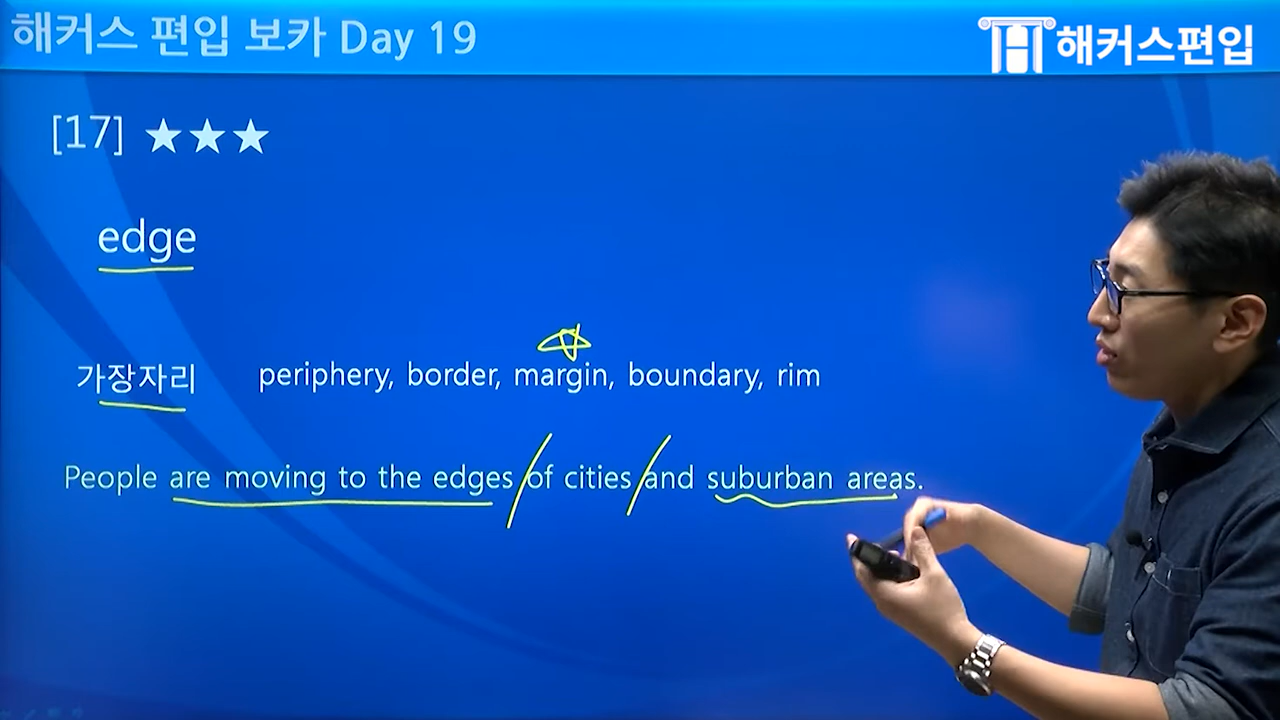 해커스 편입 보카 Day 19
해커스편입
[17] ★★★
edge
가장자리 periphery, border, margin, boundary, rim
People are moving to the edges of cities and suburban areas.